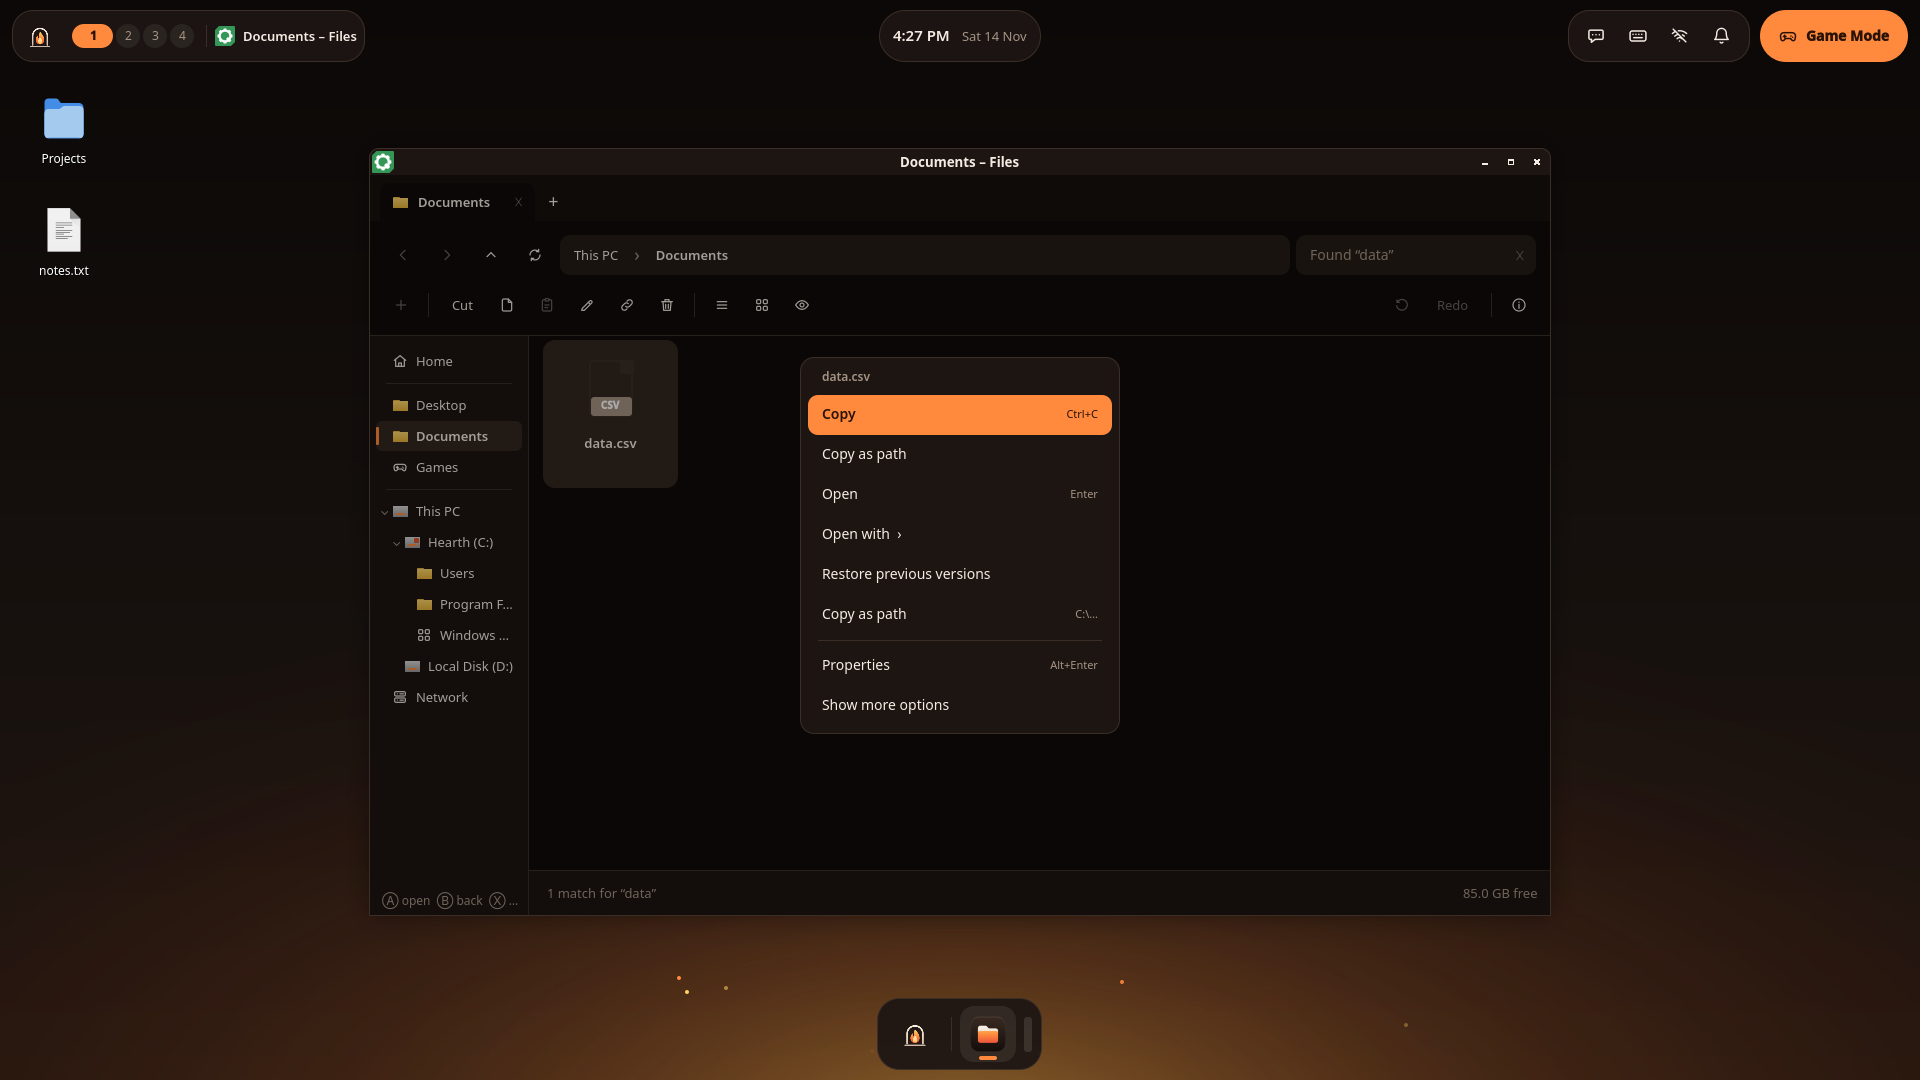 1 2 3 4 Documents – Files
4:27 PM Sat 14 Nov
Game Mode
Projects
notes.txt
Documents – Files
Documents X +
This PC › Documents
Found “data” X
Cut
Redo
Home
Desktop
Documents
Games
This PC
Hearth (C:)
Users
Program F...
Windows ...
Local Disk (D:)
Network
A open B back X ...
CSV
data.csv
data.csv
Copy Ctrl+C
Copy as path
Open Enter
Open with ›
Restore previous versions
Copy as path C:\...
Properties Alt+Enter
Show more options
1 match for “data”
85.0 GB free